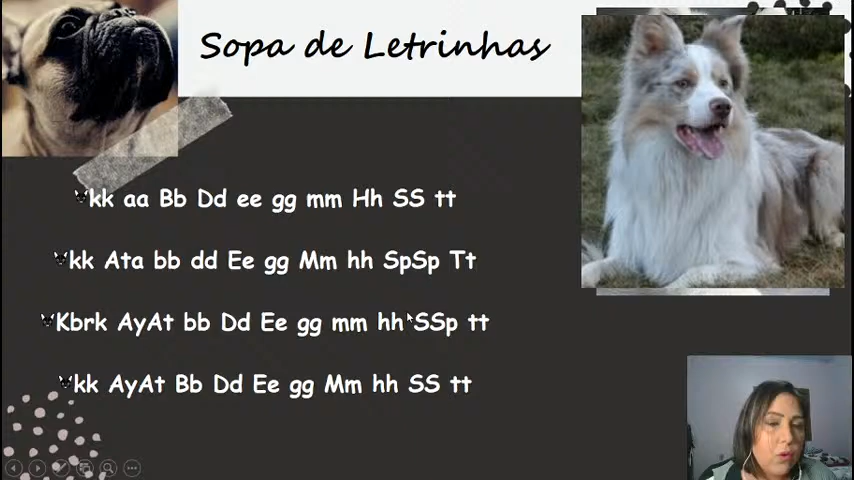 Sopa de Letrinhas
kk aa Bb Dd ee gg mm Hh SS tt
kk Ata bb dd Ee gg Mm hh SpSp Tt
Kbrk AyAt bb Dd Ee gg mm hh SSp tt
kk AyAt Bb Dd Ee gg Mm hh SS tt